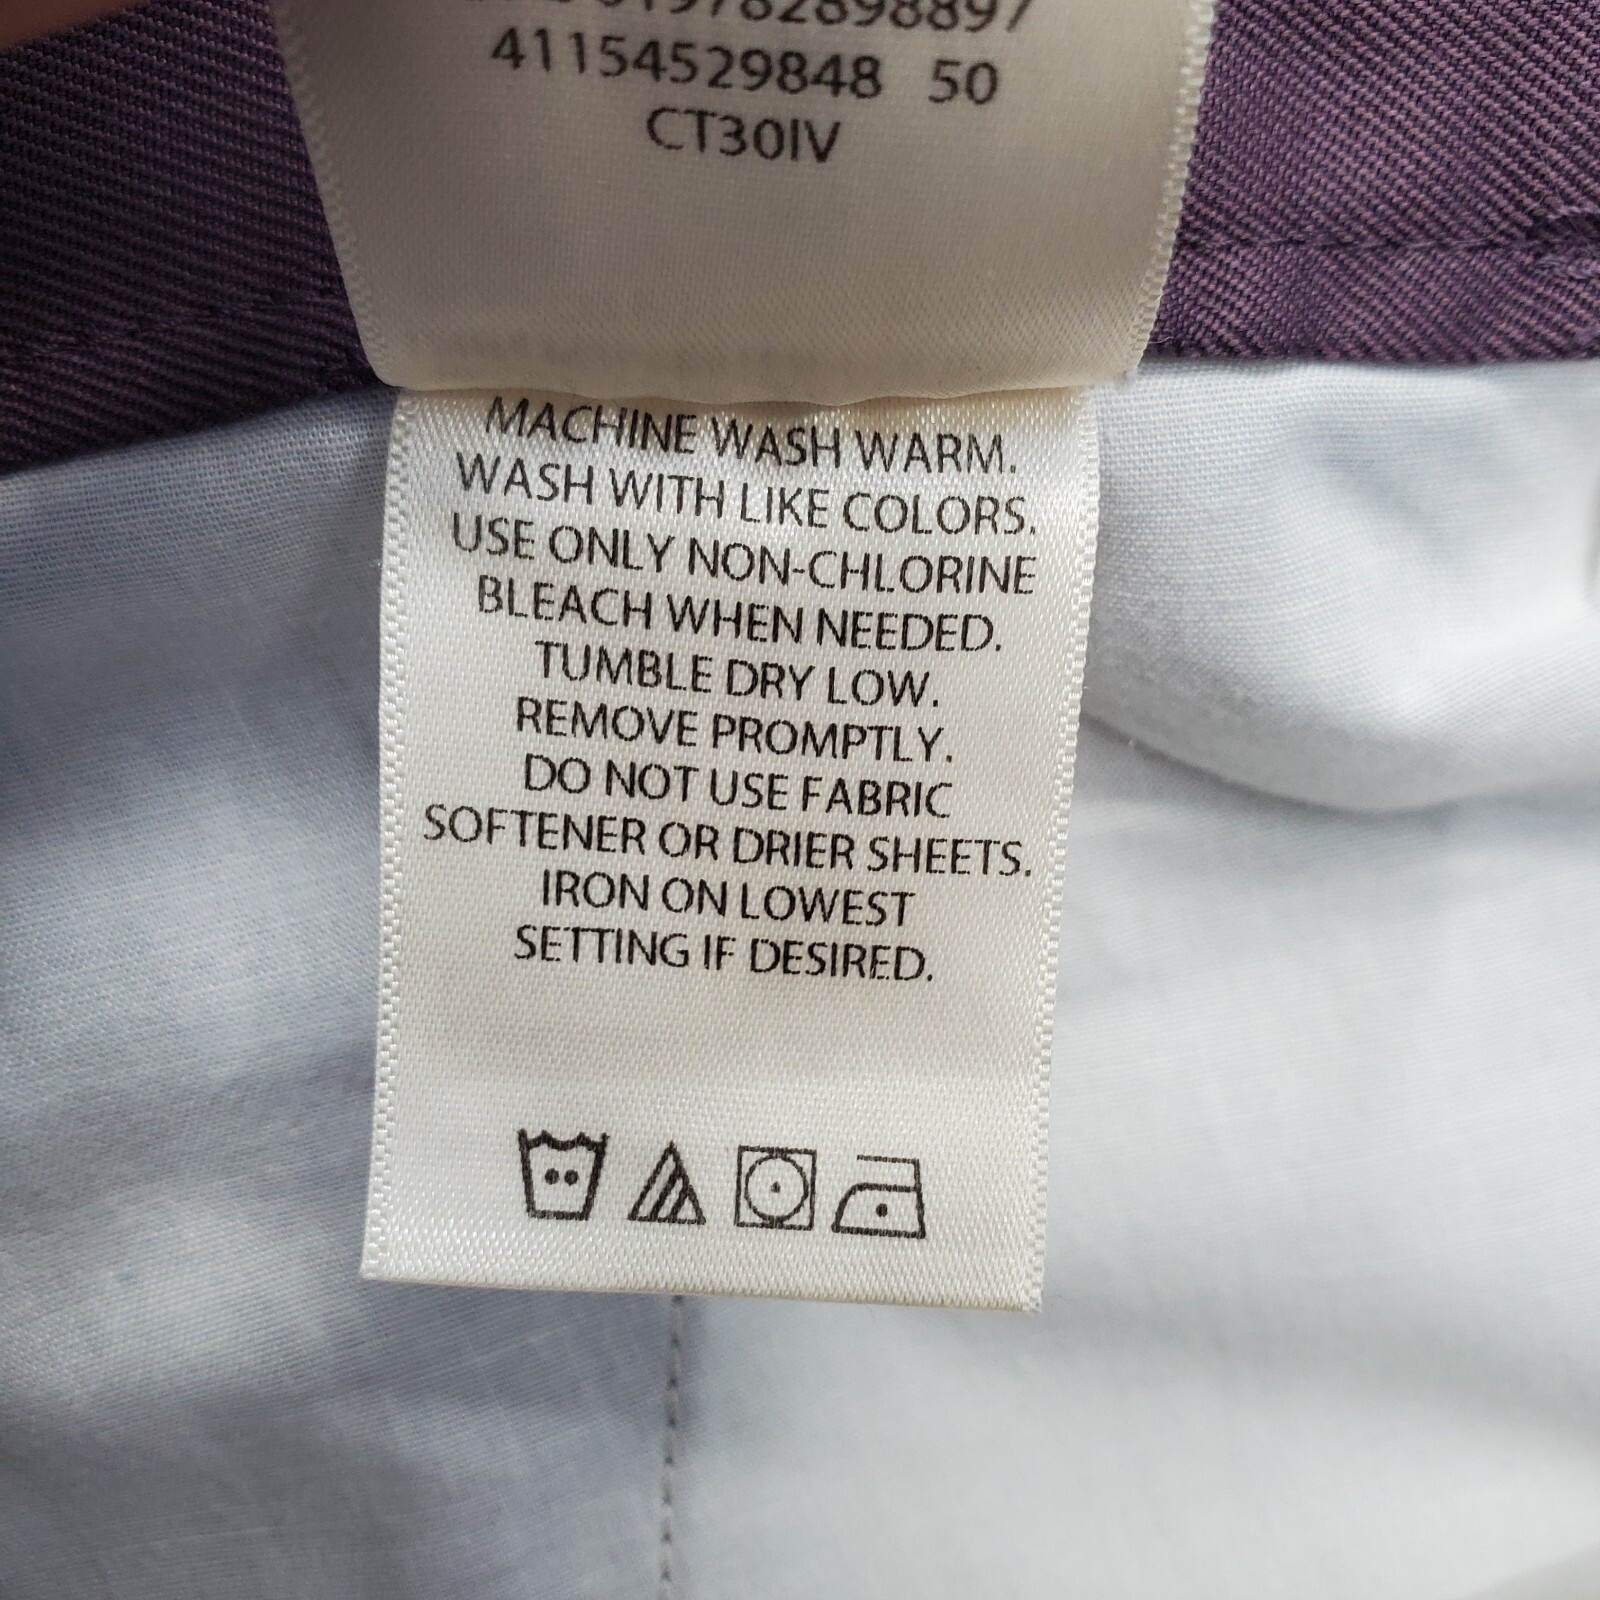 41154529848 50
CT30IV
MACHINE WASH WARM.
WASH WITH LIKE COLORS.
USE ONLY NON-CHLORINE
BLEACH WHEN NEEDED.
TUMBLE DRY LOW.
REMOVE PROMPTLY.
DO NOT USE FABRIC
SOFTENER OR DRIER SHEETS.
IRON ON LOWEST
SETTING IF DESIRED.